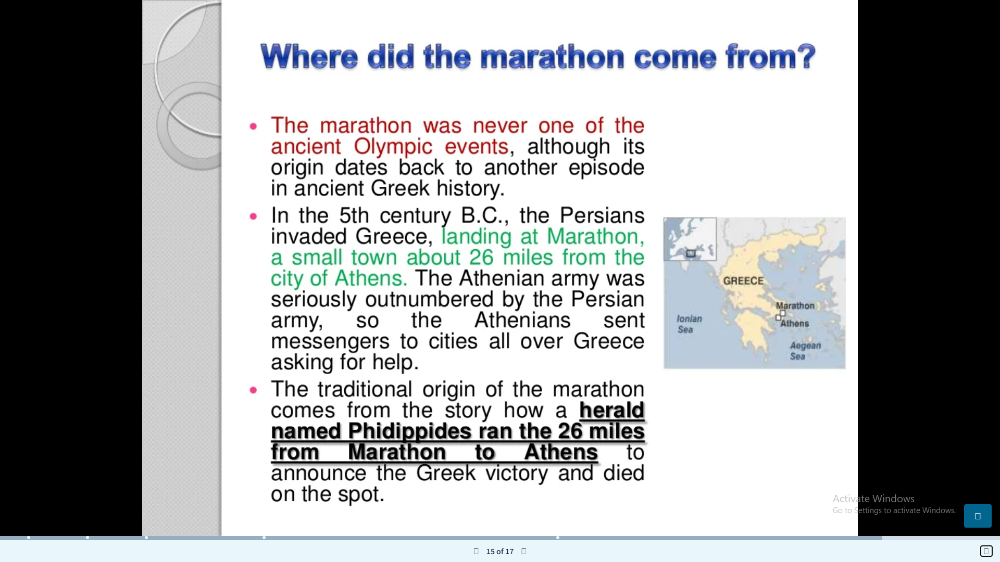 Where did the marathon come from?
The marathon was never one of the
ancient Olympic events, although its
origin dates back to another episode
in ancient Greek history.
In the 5th century B.C., the Persians
invaded Greece, landing at Marathon,
a small town about 26 miles from the
city of Athens. The Athenian army was
seriously outnumbered by the Persian
army, so the Athenians sent
messengers to cities all over Greece
asking for help.
The traditional origin of the marathon
comes from the story how a herald
named Phidippides ran the 26 miles
from Marathon to Athens to
announce the Greek victory and died
on the spot.
GREECE
Marathon
Athens
Ionian
Sea
Aegean
Sea
Activate Windows
Go to Settings to activate Windows.
15 of 17